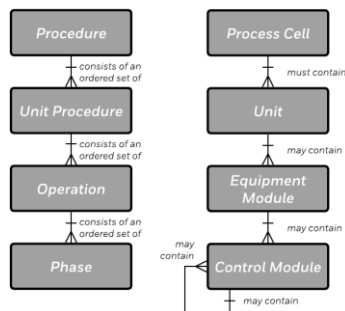 Procedure
consists of an
ordered set of
Unit Procedure
consists of an
ordered set of
Operation
consists of an
ordered set of
Phase
Process Cell
must contain
Unit
may contain
Equipment
Module
may contain
may
contain
Control Module
may contain